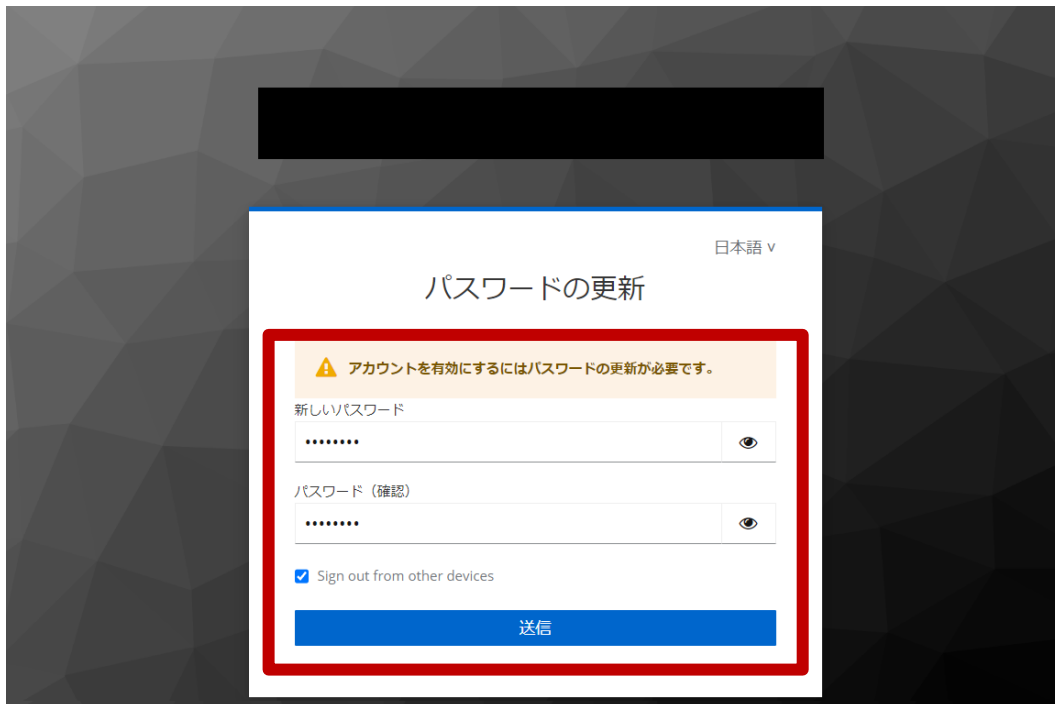 日本語 v
パスワードの更新
アカウントを有効にするにはパスワードの更新が必要です。
新しいパスワード
••••••••
パスワード（確認）
••••••••
Sign out from other devices
送信